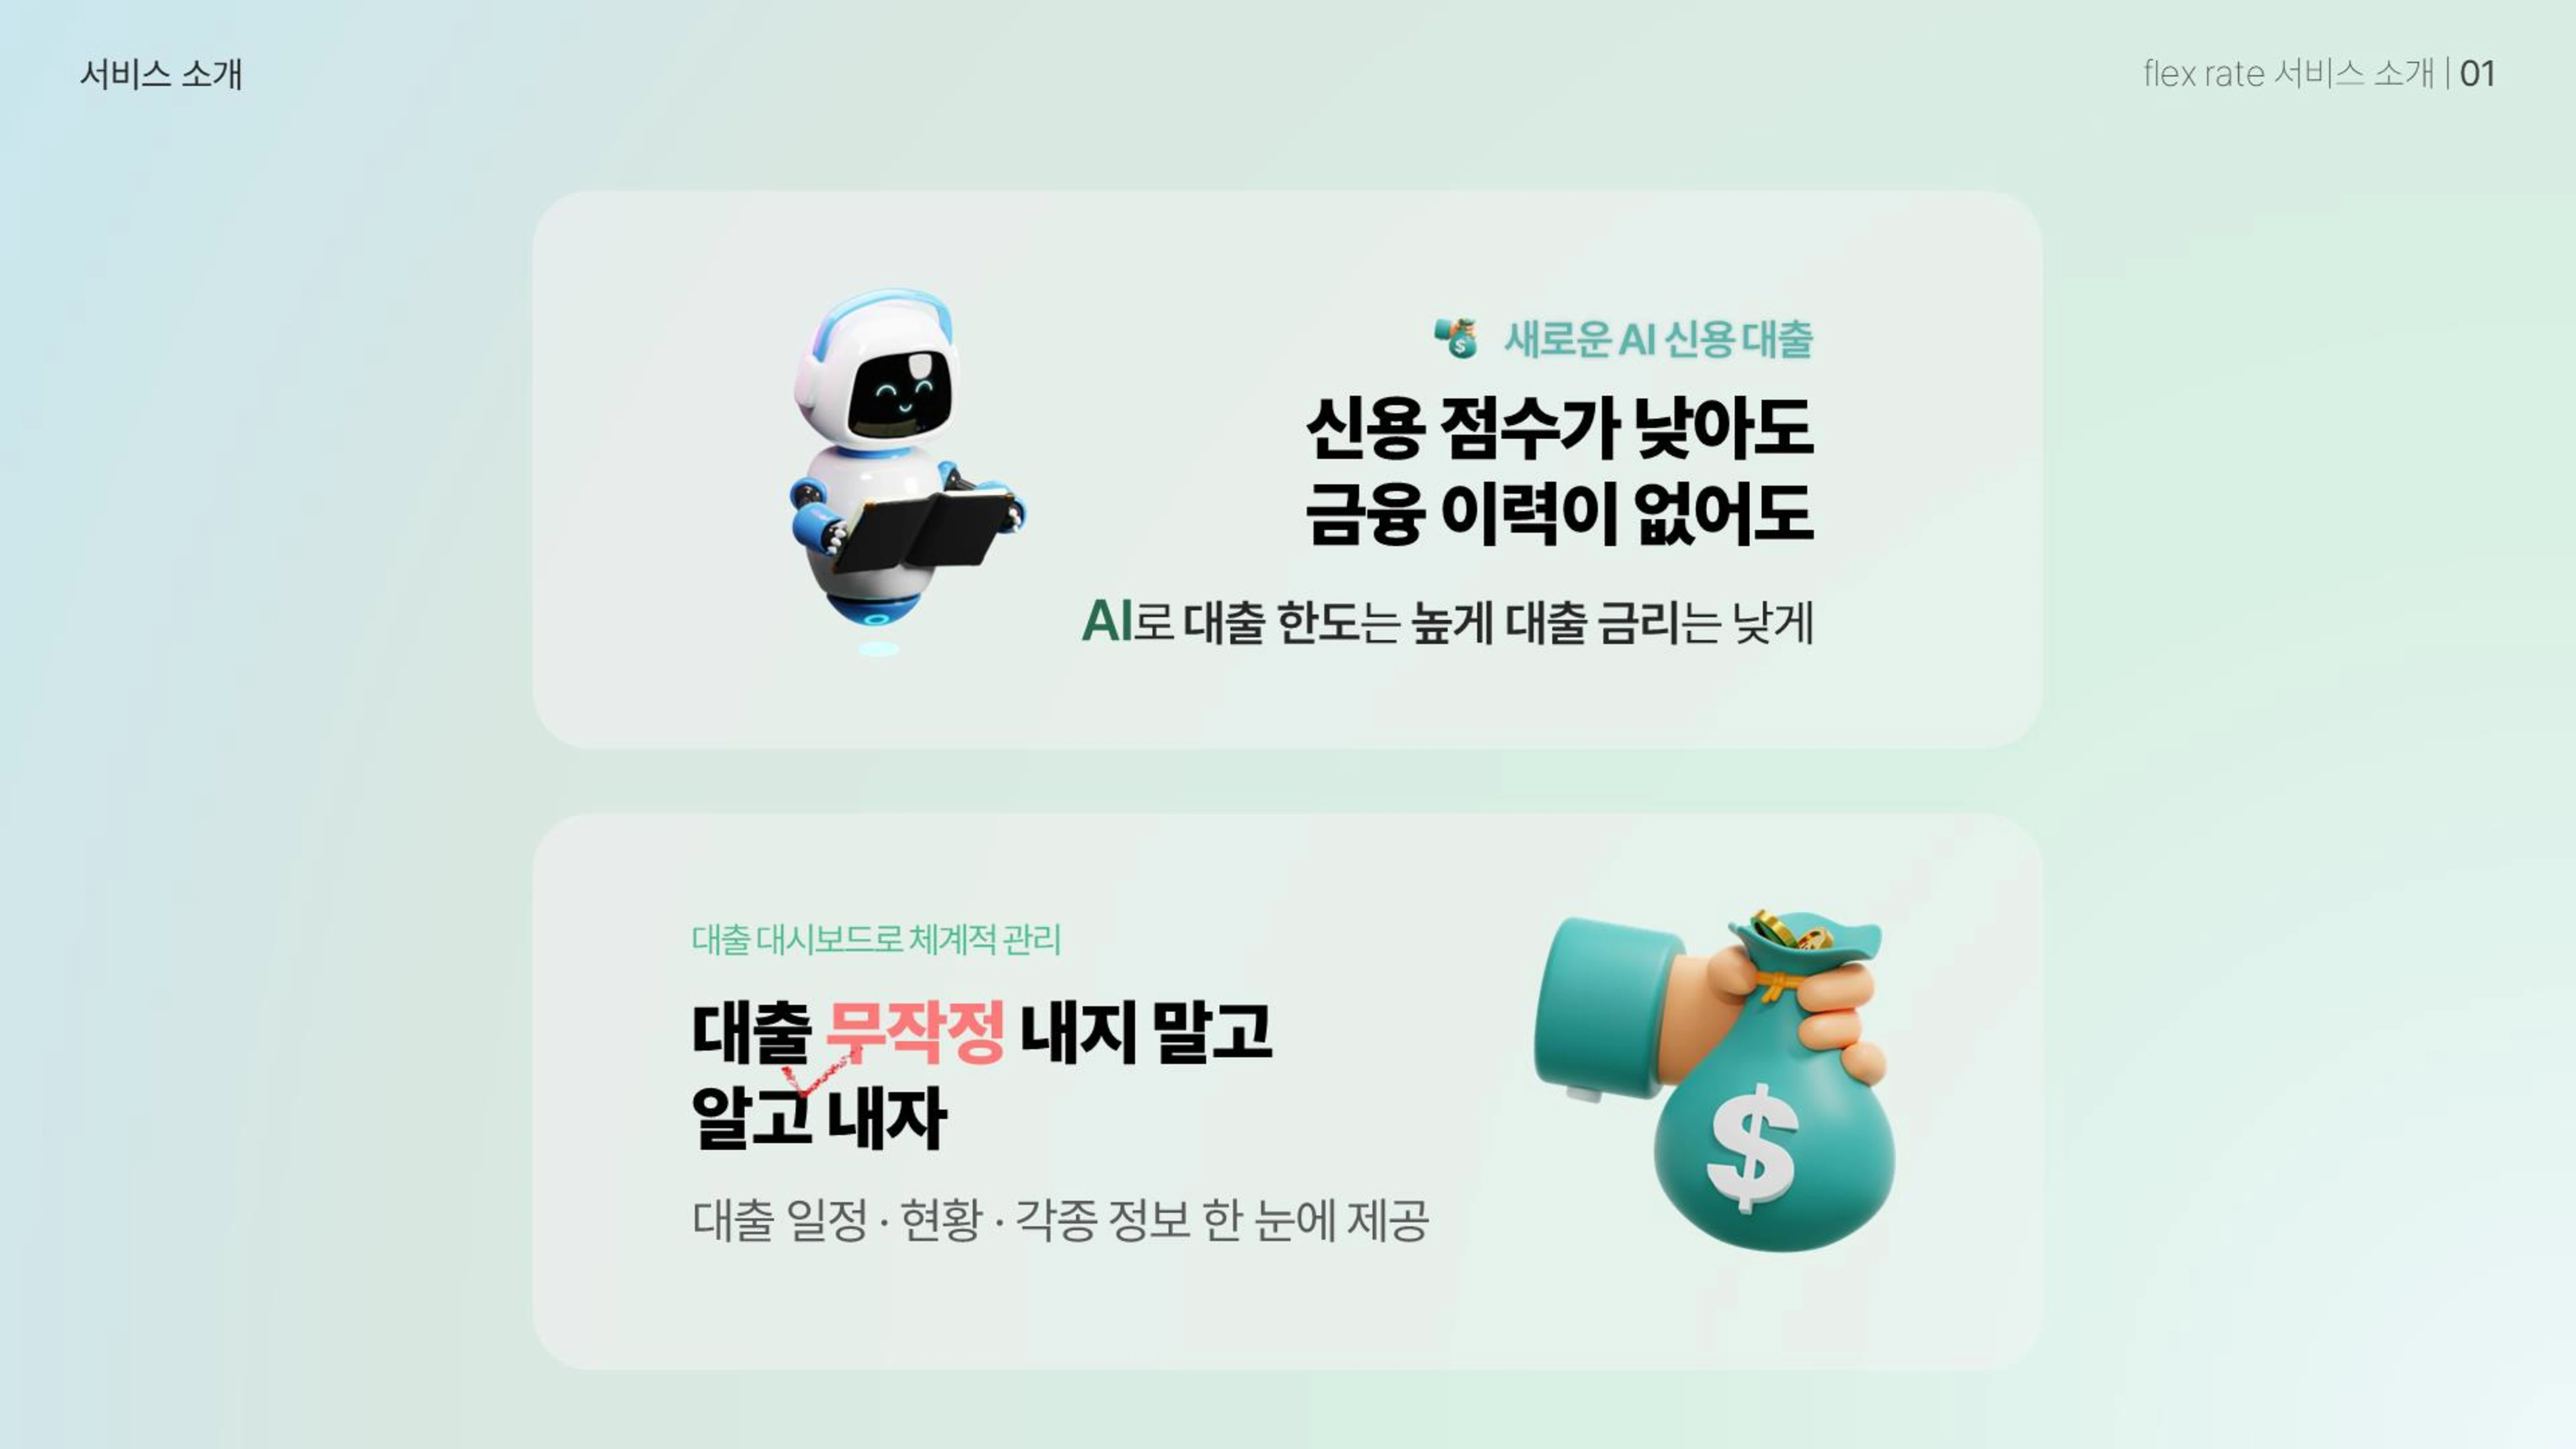 서비스 소개
flex rate 서비스 소개 | 01
새로운 AI 신용 대출
신용 점수가 낮아도
금융 이력이 없어도
AI로 대출 한도는 높게 대출 금리는 낮게
대출 대시보드로 체계적 관리
대출 무작정 내지 말고
알고 내자
대출 일정 · 현황 · 각종 정보 한 눈에 제공
$
$